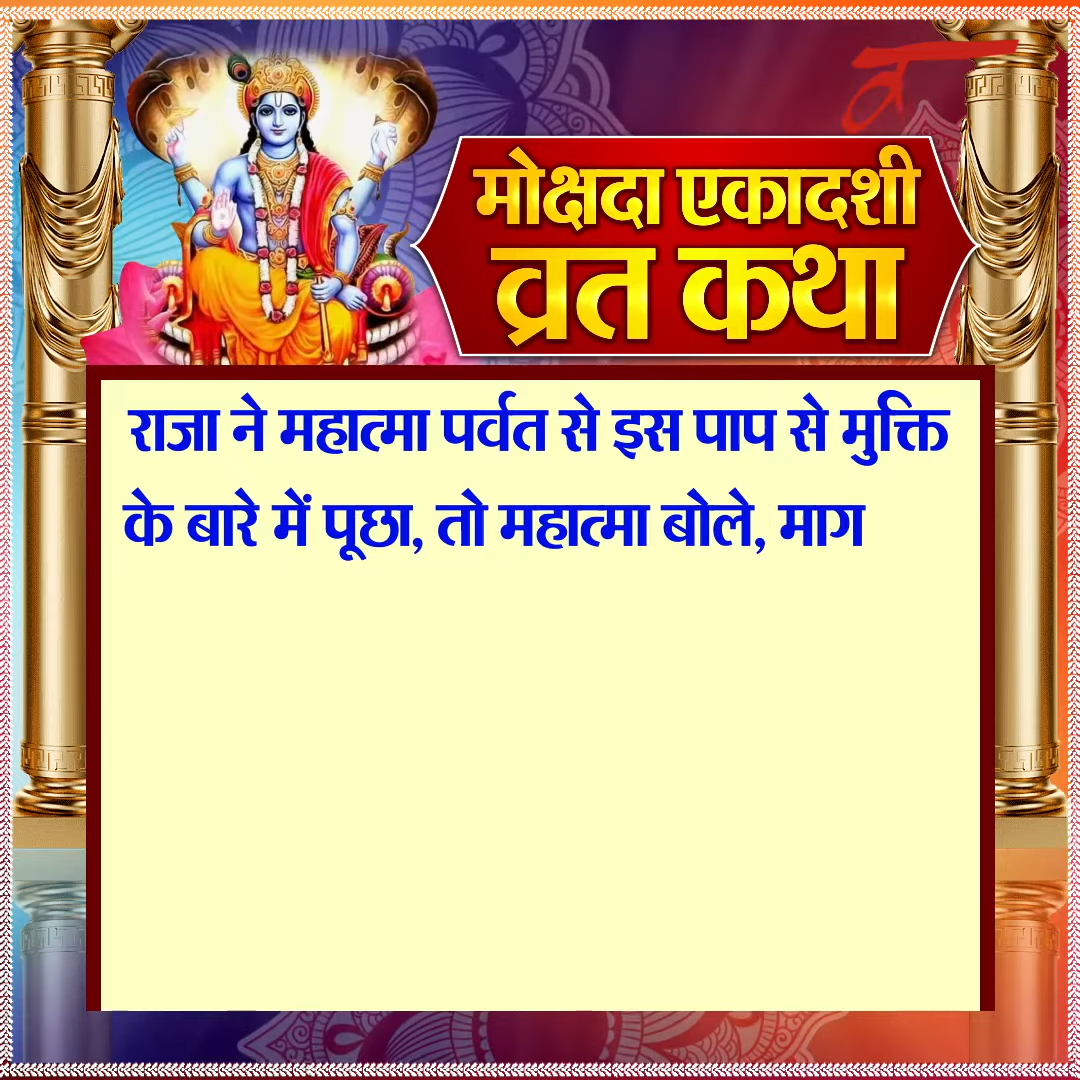 मोक्षदा एकादशी
व्रत कथा
राजा ने महात्मा पर्वत से इस पाप से मुक्ति
के बारे में पूछा, तो महात्मा बोले, माग